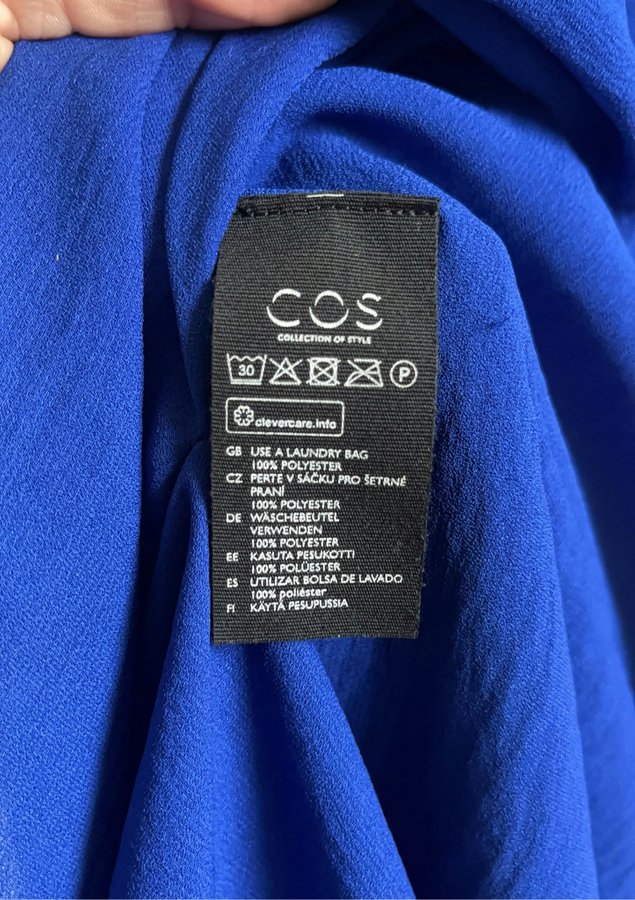 COS
COLLECTION OF STYLE
30 P
clevercare.info
GB USE A LAUNDRY BAG
100% POLYESTER
CZ PERTE V SÁČKU PRO ŠETRNÉ
PRANÍ
100% POLYESTER
DE WÄSCHEBEUTEL
VERWENDEN
100% POLYESTER
EE KASUTA PESUKOTTI
100% POLÜESTER
ES UTILIZAR BOLSA DE LAVADO
100% poliéster
FI KÄYTÄ PESUPUSSIA